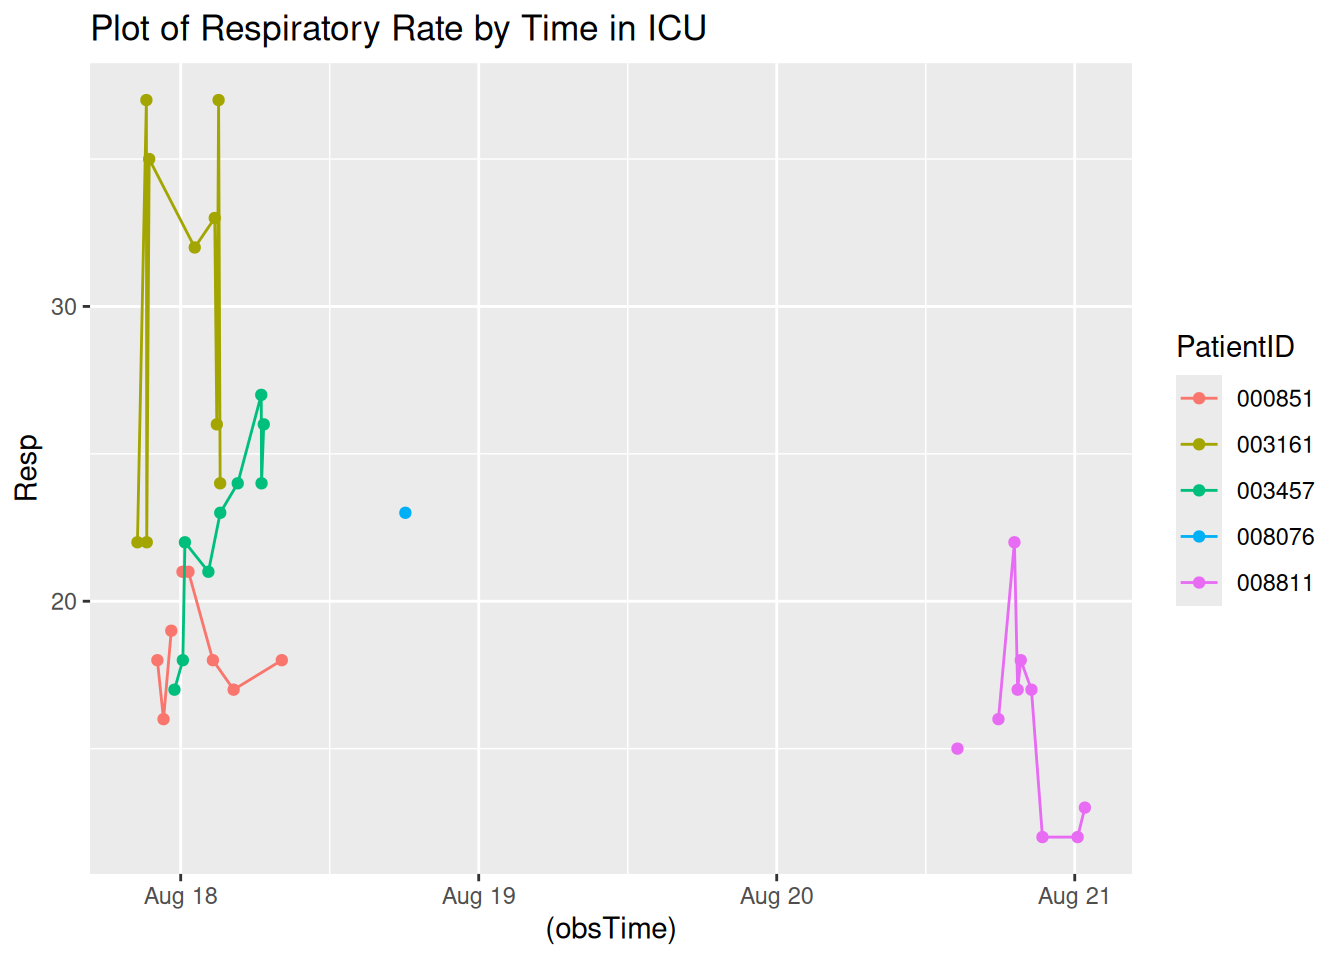 Plot of Respiratory Rate by Time in ICU
Resp
30
20
Aug 18
Aug 19
Aug 20
Aug 21
(obsTime)
PatientID
000851
003161
003457
008076
008811